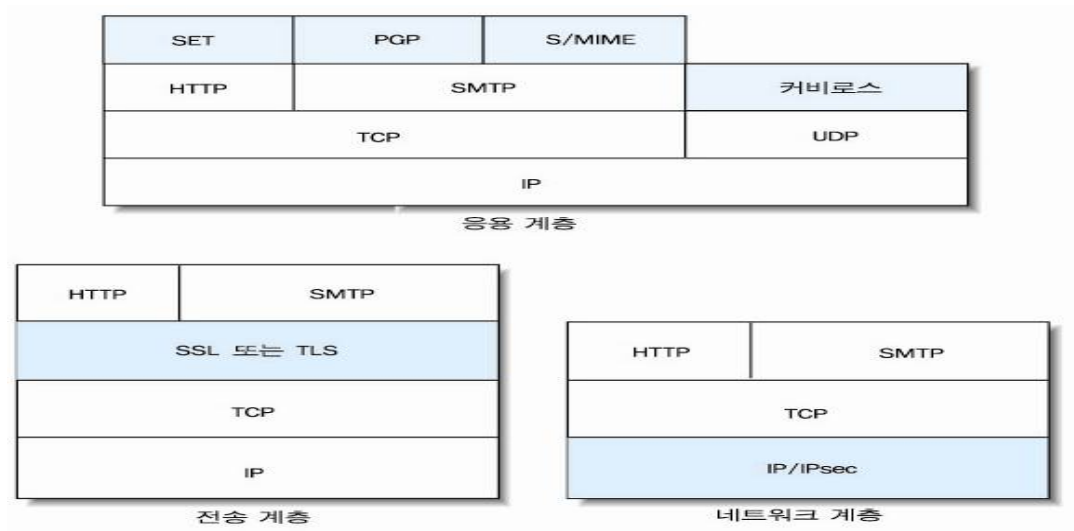 SET PGP S/MIME
HTTP SMTP 커비로스
TCP UDP
IP
응용 계층
HTTP SMTP
SSL 또는 TLS
TCP
IP
전송 계층
HTTP SMTP
TCP
IP/IPsec
네트워크 계층